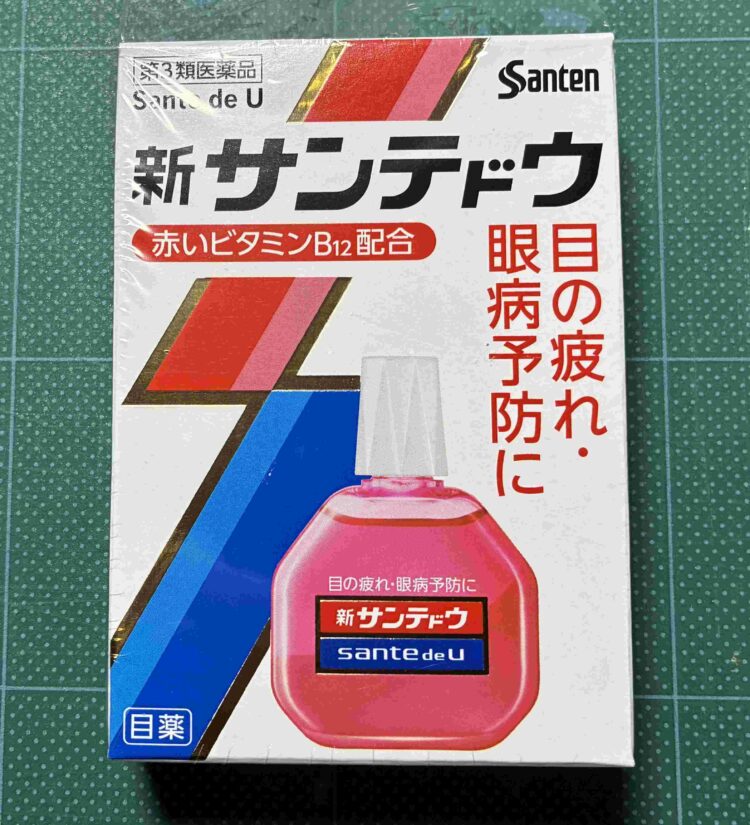 第3類医薬品
Sante de U
Santen
新サンテドウ
赤いビタミンB12配合
目の疲れ・
眼病予防に
目の疲れ・眼病予防に
新サンテドウ
sante de u
目薬